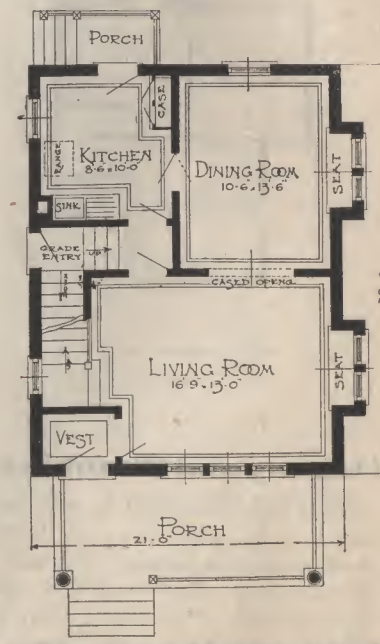 PORCH
CASE
RANGE
KITCHEN
8-6 x 10-0
DINING ROOM
10-6 x 13-6
SEAT
SINK
GRADE
ENTRY
UP
CASED OPENG
LIVING ROOM
16-9 x 13-0
SEAT
VEST
PORCH
21-0